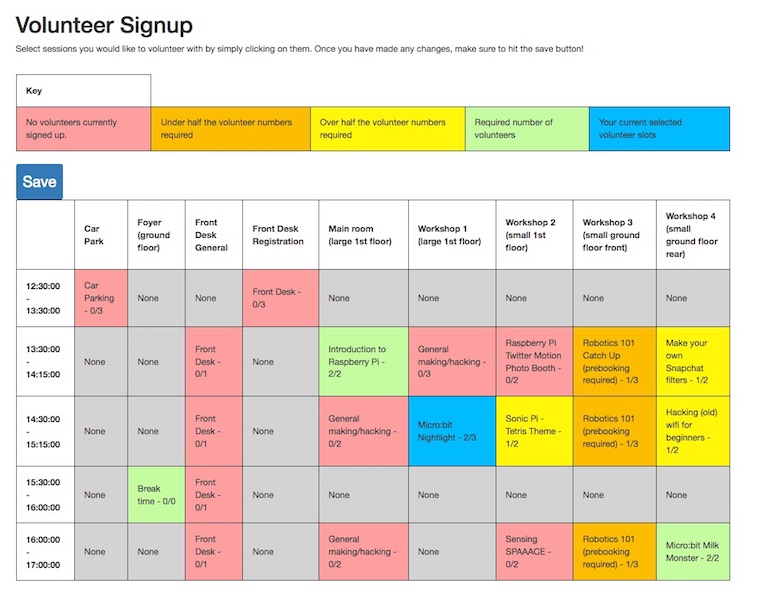 Volunteer Signup
Select sessions you would like to volunteer with by simply clicking on them. Once you have made any changes, make sure to hit the save button!
Key
No volunteers currently
signed up.
Under half the volunteer numbers
required
Over half the volunteer numbers
required
Required number of
volunteers
Your current selected
volunteer slots
Save
Car
Park
Foyer
(ground
floor)
Front
Desk
General
Front Desk
Registration
Main room
(large 1st floor)
Workshop 1
(large 1st floor)
Workshop 2
(small 1st
floor)
Workshop 3
(small ground
floor front)
Workshop 4
(small
ground floor
rear)
12:30:00
-
13:30:00
Car
Parking
- 0/3
None
None
Front Desk -
0/3
None
None
None
None
None
13:30:00
-
14:15:00
None
None
Front
Desk -
0/1
None
Introduction to
Raspberry Pi -
2/2
General
making/hacking -
0/3
Raspberry Pi
Twitter Motion
Photo Booth -
0/2
Robotics 101
Catch Up
(prebooking
required) - 1/3
Make your
own
Snapchat
filters - 1/2
14:30:00
-
15:15:00
None
None
Front
Desk -
0/1
None
General
making/hacking -
0/2
Micro:bit
Nightlight - 2/3
Sonic Pi -
Tetris Theme -
1/2
Robotics 101
(prebooking
required) - 1/3
Hacking (old)
wifi for
beginners -
1/2
15:30:00
-
16:00:00
None
Break
time - 0/0
Front
Desk -
0/1
None
None
None
None
None
None
16:00:00
-
17:00:00
None
None
Front
Desk -
0/1
None
General
making/hacking -
0/2
None
Sensing
SPAAACE -
0/2
Robotics 101
(prebooking
required) - 1/3
Micro:bit Milk
Monster - 2/2